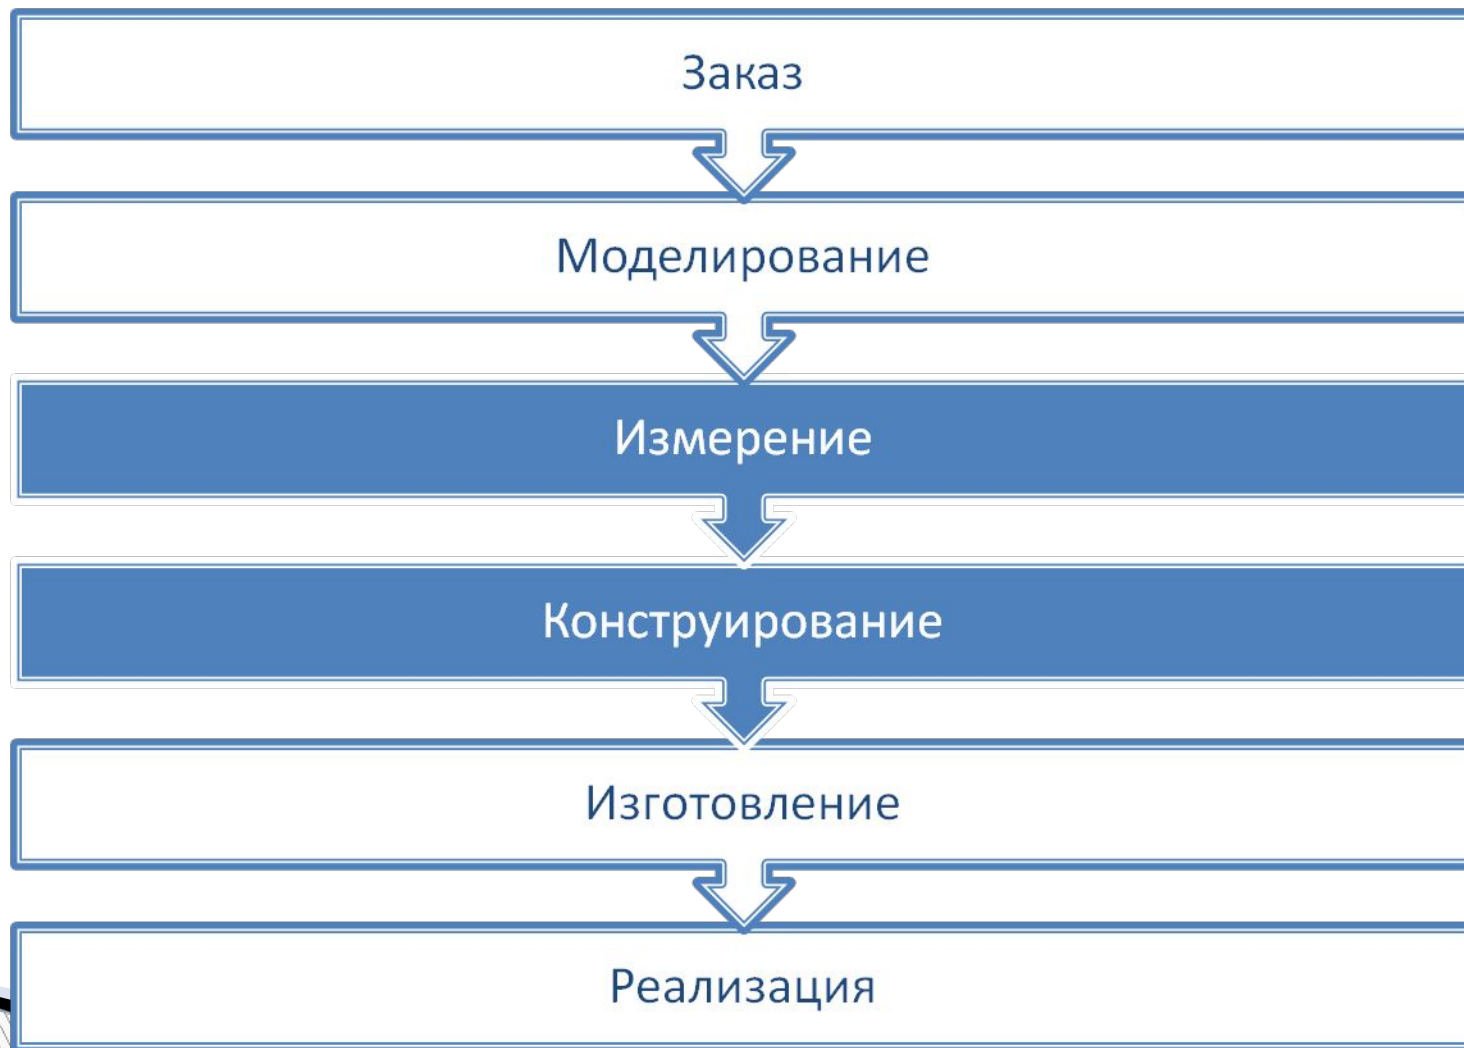 Заказ
Моделирование
Измерение
Конструирование
Изготовление
Реализация